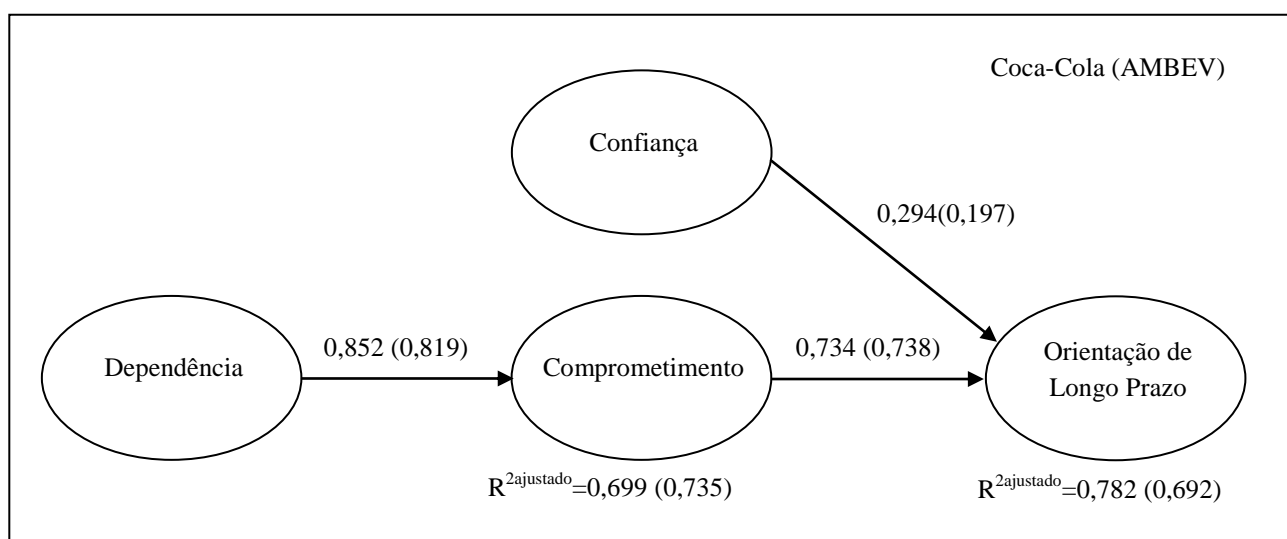 Coca-Cola (AMBEV)
Confiança
0,294(0,197)
Dependência
0,852 (0,819)
Comprometimento
0,734 (0,738)
Orientação de
Longo Prazo
R²ajustado=0,699 (0,735)
R²ajustado=0,782 (0,692)